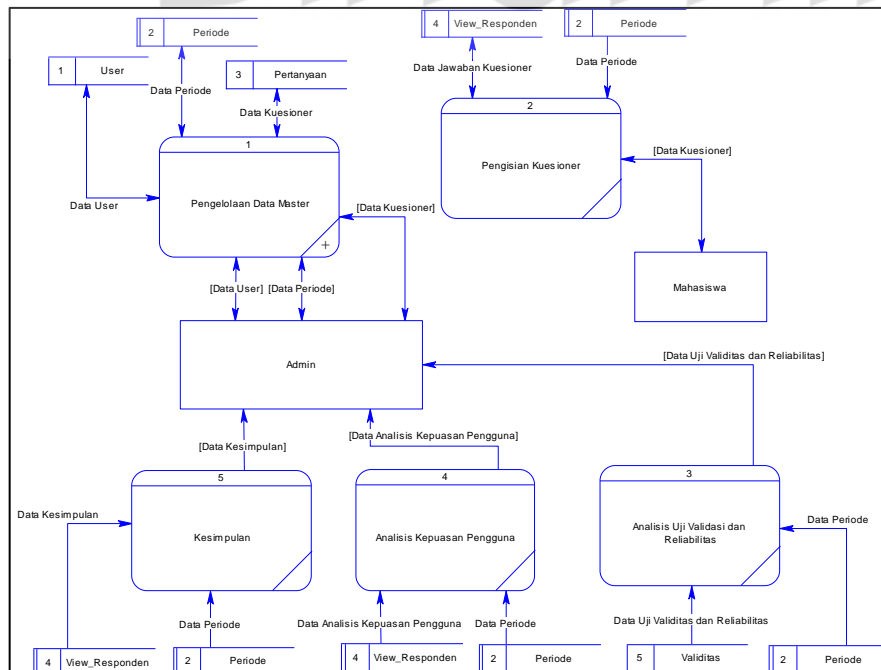 4 View_Responden
2 Periode
2 Periode
1 User
3 Pertanyaan
Data Jawaban Kuesioner
Data Periode
Data Periode
Data Kuesioner
2
Pengisian Kuesioner
1
Pengelolaan Data Master
[Data Kuesioner]
Data User
[Data Kuesioner]
+
[Data User]
[Data Periode]
Mahasiswa
Admin
[Data Uji Validitas dan Reliabilitas]
[Data Kesimpulan]
[Data Analisis Kepuasan Pengguna]
5
Kesimpulan
4
Analisis Kepuasan Pengguna
3
Analisis Uji Validasi dan
Reliabilitas
Data Kesimpulan
Data Periode
Data Periode
Data Analisis Kepuasan Pengguna
Data Periode
Data Uji Validitas dan Reliabilitas
4 View_Responden
2 Periode
4 View_Responden
2 Periode
5 Validitas
2 Periode